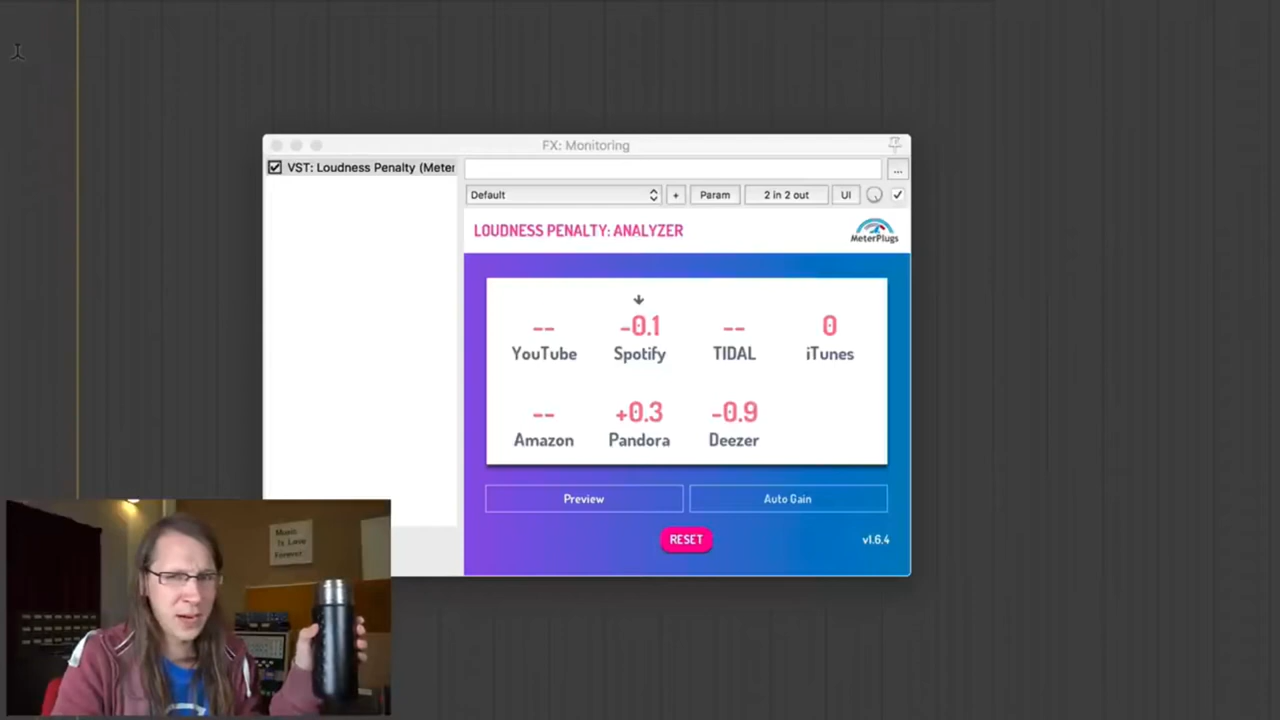 FX: Monitoring
VST: Loudness Penalty (Meter
...
Default
+
Param
2 in 2 out
UI
LOUDNESS PENALTY: ANALYZER
MeterPlugs
-- -0.1 -- 0
YouTube Spotify TIDAL iTunes
-- +0.3 -0.9
Amazon Pandora Deezer
Preview
Auto Gain
RESET
v1.6.4
Music
Is Love
Forever